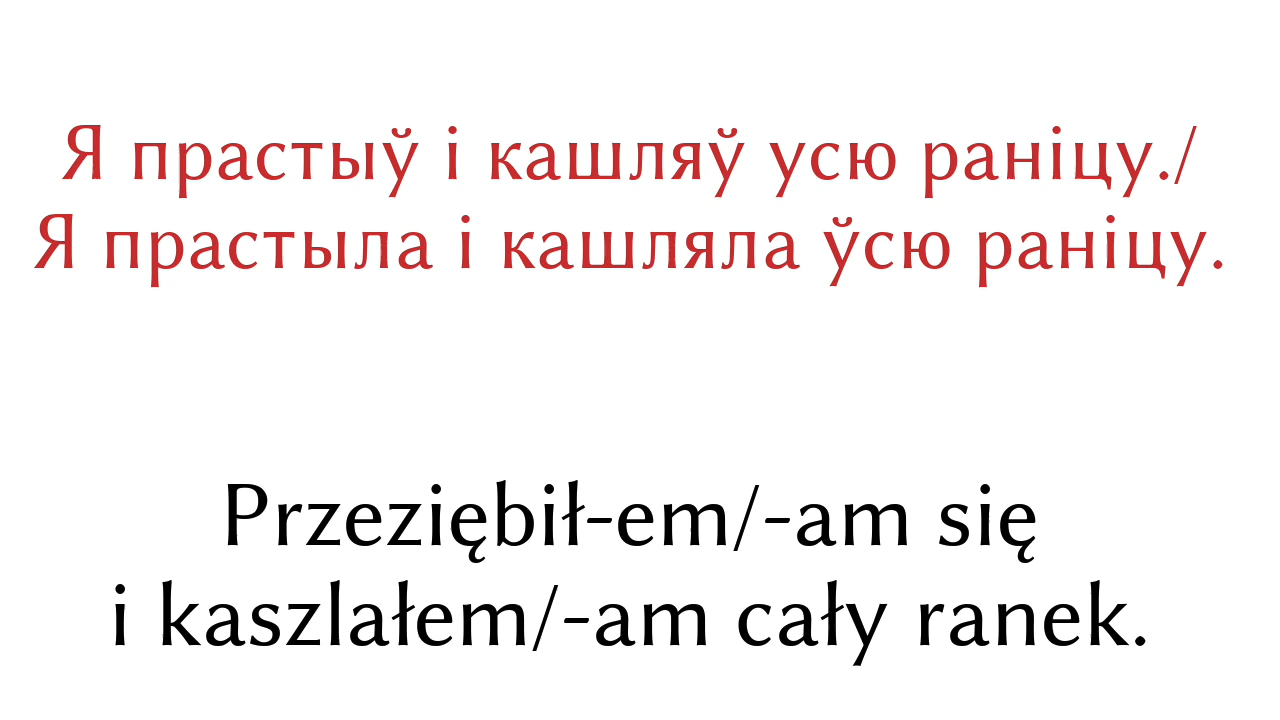 Я прастыў і кашляў усю раніцу./
Я прастыла і кашляла ўсю раніцу.
Przeziębił-em/-am się
i kaszlałem/-am cały ranek.